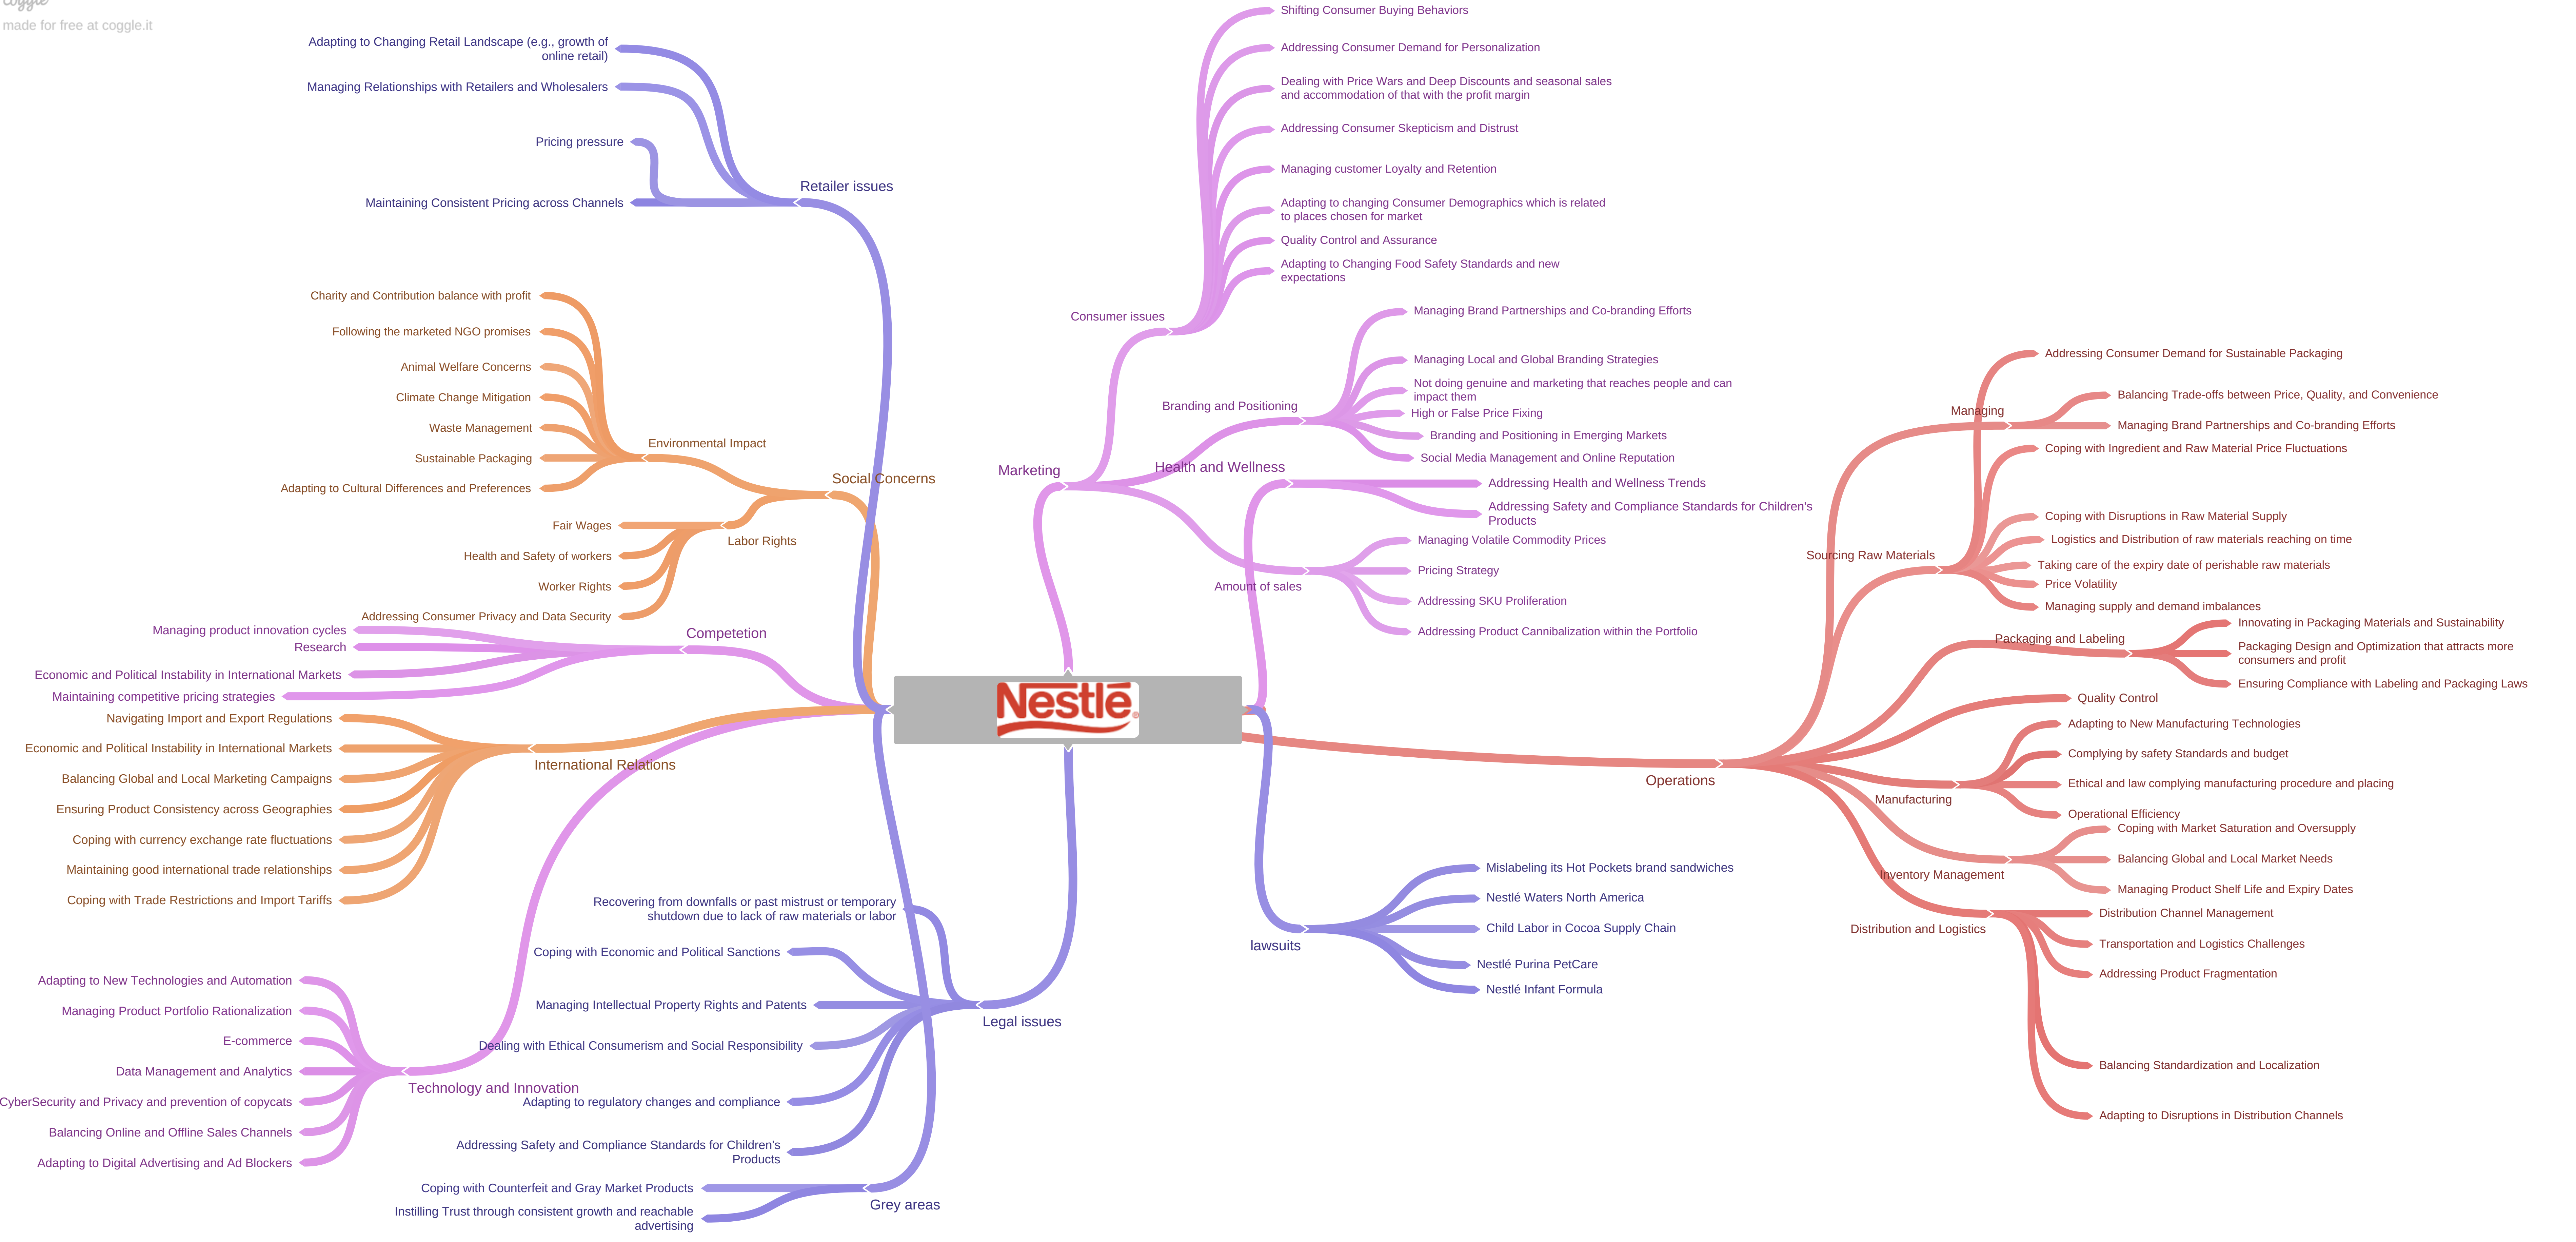 coggle
made for free at coggle.it
Adapting to Changing Retail Landscape (e.g., growth of
online retail)
Managing Relationships with Retailers and Wholesalers
Pricing pressure
Maintaining Consistent Pricing across Channels
Retailer issues
Charity and Contribution balance with profit
Following the marketed NGO promises
Animal Welfare Concerns
Climate Change Mitigation
Waste Management
Sustainable Packaging
Adapting to Cultural Differences and Preferences
Environmental Impact
Social Concerns
Fair Wages
Health and Safety of workers
Worker Rights
Addressing Consumer Privacy and Data Security
Labor Rights
Managing product innovation cycles
Research
Economic and Political Instability in International Markets
Maintaining competitive pricing strategies
Competetion
Navigating Import and Export Regulations
Economic and Political Instability in International Markets
Balancing Global and Local Marketing Campaigns
Ensuring Product Consistency across Geographies
Coping with currency exchange rate fluctuations
Maintaining good international trade relationships
Coping with Trade Restrictions and Import Tariffs
International Relations
Adapting to New Technologies and Automation
Managing Product Portfolio Rationalization
E-commerce
Data Management and Analytics
CyberSecurity and Privacy and prevention of copycats
Balancing Online and Offline Sales Channels
Adapting to Digital Advertising and Ad Blockers
Technology and Innovation
Recovering from downfalls or past mistrust or temporary
shutdown due to lack of raw materials or labor
Coping with Economic and Political Sanctions
Managing Intellectual Property Rights and Patents
Dealing with Ethical Consumerism and Social Responsibility
Adapting to regulatory changes and compliance
Addressing Safety and Compliance Standards for Children's
Products
Legal issues
Coping with Counterfeit and Gray Market Products
Instilling Trust through consistent growth and reachable
advertising
Grey areas
Nestlé
Marketing
Consumer issues
Shifting Consumer Buying Behaviors
Addressing Consumer Demand for Personalization
Dealing with Price Wars and Deep Discounts and seasonal sales
and accommodation of that with the profit margin
Addressing Consumer Skepticism and Distrust
Managing customer Loyalty and Retention
Adapting to changing Consumer Demographics which is related
to places chosen for market
Quality Control and Assurance
Adapting to Changing Food Safety Standards and new
expectations
Branding and Positioning
Managing Brand Partnerships and Co-branding Efforts
Managing Local and Global Branding Strategies
Not doing genuine and marketing that reaches people and can
impact them
High or False Price Fixing
Branding and Positioning in Emerging Markets
Social Media Management and Online Reputation
Health and Wellness
Addressing Health and Wellness Trends
Addressing Safety and Compliance Standards for Children's
Products
Amount of sales
Managing Volatile Commodity Prices
Pricing Strategy
Addressing SKU Proliferation
Addressing Product Cannibalization within the Portfolio
lawsuits
Mislabeling its Hot Pockets brand sandwiches
Nestlé Waters North America
Child Labor in Cocoa Supply Chain
Nestlé Purina PetCare
Nestlé Infant Formula
Operations
Managing
Balancing Trade-offs between Price, Quality, and Convenience
Managing Brand Partnerships and Co-branding Efforts
Sourcing Raw Materials
Addressing Consumer Demand for Sustainable Packaging
Coping with Ingredient and Raw Material Price Fluctuations
Coping with Disruptions in Raw Material Supply
Logistics and Distribution of raw materials reaching on time
Taking care of the expiry date of perishable raw materials
Price Volatility
Managing supply and demand imbalances
Packaging and Labeling
Innovating in Packaging Materials and Sustainability
Packaging Design and Optimization that attracts more
consumers and profit
Ensuring Compliance with Labeling and Packaging Laws
Quality Control
Manufacturing
Adapting to New Manufacturing Technologies
Complying by safety Standards and budget
Ethical and law complying manufacturing procedure and placing
Operational Efficiency
Inventory Management
Coping with Market Saturation and Oversupply
Balancing Global and Local Market Needs
Managing Product Shelf Life and Expiry Dates
Distribution and Logistics
Distribution Channel Management
Transportation and Logistics Challenges
Addressing Product Fragmentation
Balancing Standardization and Localization
Adapting to Disruptions in Distribution Channels